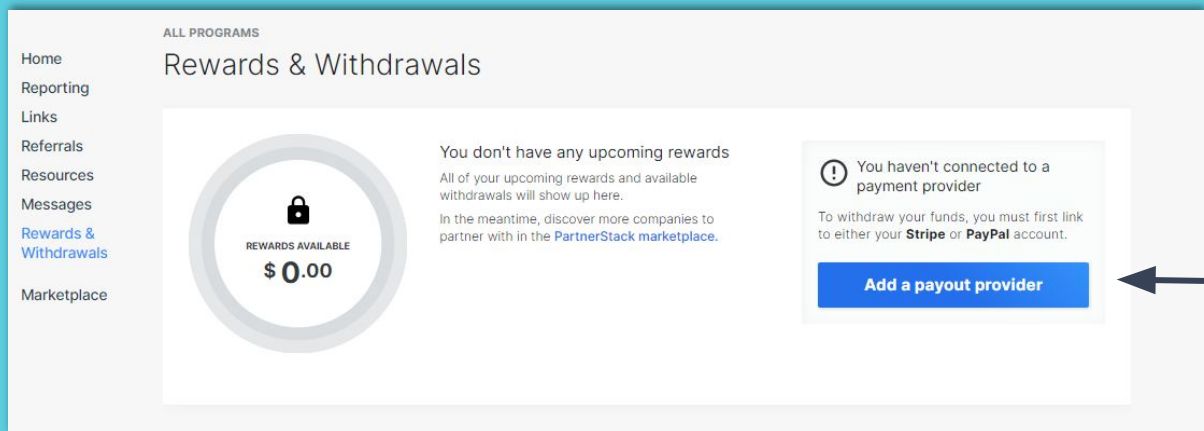 ALL PROGRAMS
Rewards & Withdrawals
Home
Reporting
Links
Referrals
Resources
Messages
Rewards &
Withdrawals
Marketplace
REWARDS AVAILABLE
$ 0.00
You don't have any upcoming rewards
All of your upcoming rewards and available
withdrawals will show up here.
In the meantime, discover more companies to
partner with in the PartnerStack marketplace.
You haven't connected to a
payment provider
To withdraw your funds, you must first link
to either your Stripe or PayPal account.
Add a payout provider